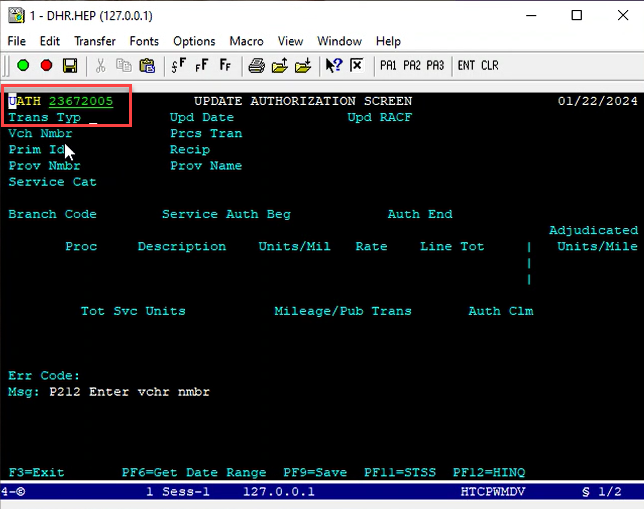 1 - DHR.HEP (127.0.0.1)
File Edit Transfer Fonts Options Macro View Window Help
PA1 PA2 PA3 ENT CLR
UATH 23672005 UPDATE AUTHORIZATION SCREEN 01/22/2024
Trans Typ _ Upd Date Upd RACF
Vch Nmbr Prcs Tran
Prim Id Recip
Prov Nmbr Prov Name
Service Cat
Branch Code Service Auth Beg Auth End
Adjudicated
Proc Description Units/Mil Rate Line Tot | Units/Mile
|
|
Tot Svc Units Mileage/Pub Trans Auth Clm
Err Code:
Msg: P212 Enter vchr nmbr
F3=Exit PF6=Get Date Range PF9=Save PF11=STSS PF12=HINQ
4-© 1 Sess-1 127.0.0.1 HTCPWMDV § 1/2